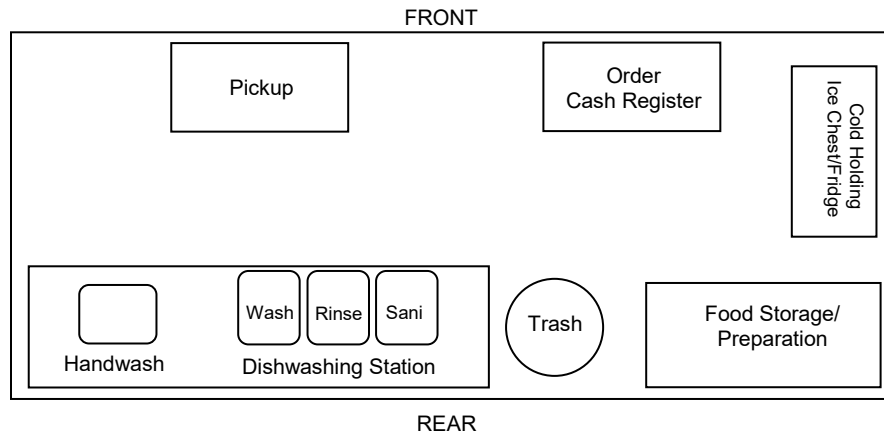 FRONT
Pickup
Order
Cash Register
Cold Holding
Ice Chest/Fridge
Wash
Rinse
Sani
Handwash
Dishwashing Station
Trash
Food Storage/
Preparation
REAR